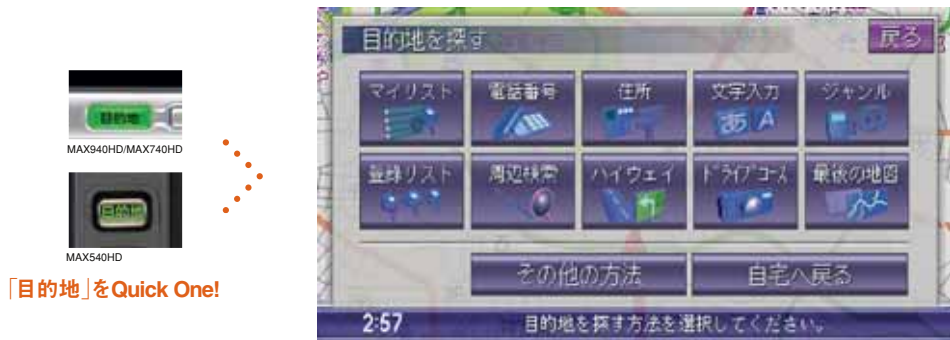 目的地
MAX940HD/MAX740HD
目的地
MAX540HD
「目的地」をQuick One!
目的地を探す
戻る
マイリスト
電話番号
住所
文字入力
ジャンル
あ A
登録リスト
周辺検索
ハイウェイ
ドライブコース
最後の地図
その他の方法
自宅へ戻る
2:57
目的地を探す方法を選択してください。